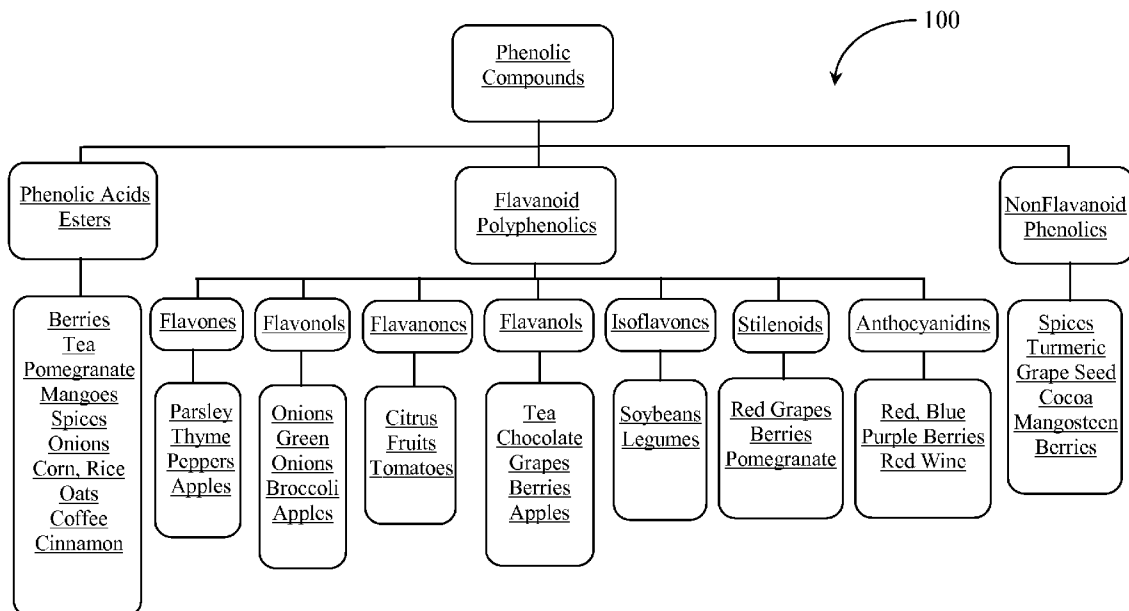 100
Phenolic
Compounds
Phenolic Acids
Esters
Flavanoid
Polyphenolics
NonFlavanoid
Phenolics
Berries
Tea
Pomegranate
Mangoes
Spices
Onions
Corn, Rice
Oats
Coffee
Cinnamon
Flavones
Parsley
Thyme
Peppers
Apples
Flavonols
Onions
Green
Onions
Broccoli
Apples
Flavanones
Citrus
Fruits
Tomatoes
Flavanols
Tea
Chocolate
Grapes
Berries
Apples
Isoflavones
Soybeans
Legumes
Stilenoids
Red Grapes
Berries
Pomegranate
Anthocyanidins
Red, Blue
Purple Berries
Red Wine
Spices
Turmeric
Grape Seed
Cocoa
Mangosteen
Berries